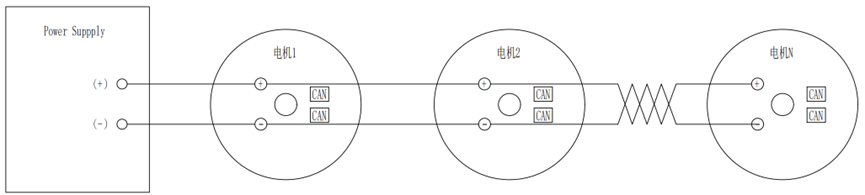 Power Suppply
电机1
电机2
电机N
(+)
+
+
+
CAN
CAN
CAN
CAN
CAN
CAN
(-)
-
-
-